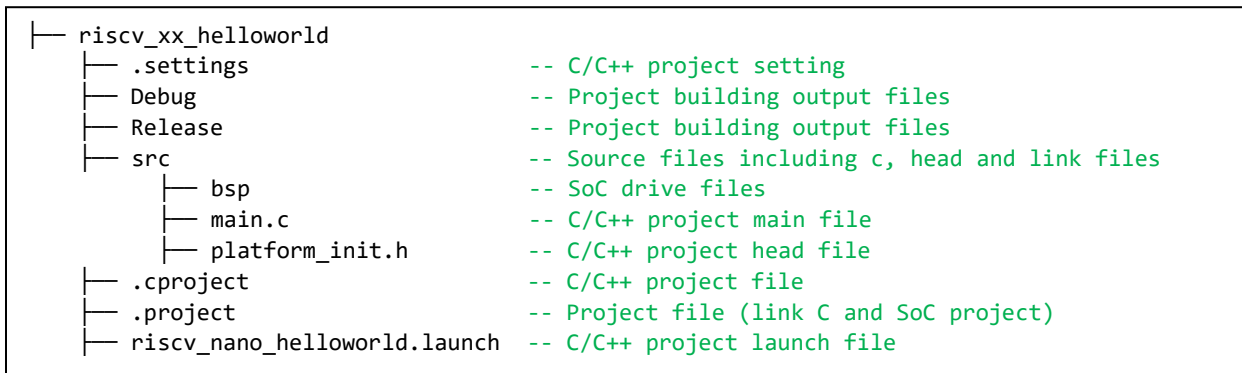 ├── riscv_xx_helloworld
    ├── .settings                    -- C/C++ project setting
    ├── Debug                        -- Project building output files
    ├── Release                      -- Project building output files
    ├── src                          -- Source files including c, head and link files
          ├── bsp                    -- SoC drive files
          ├── main.c                 -- C/C++ project main file
          ├── platform_init.h        -- C/C++ project head file
    ├── .cproject                    -- C/C++ project file
    ├── .project                     -- Project file (link C and SoC project)
    ├── riscv_nano_helloworld.launch -- C/C++ project launch file